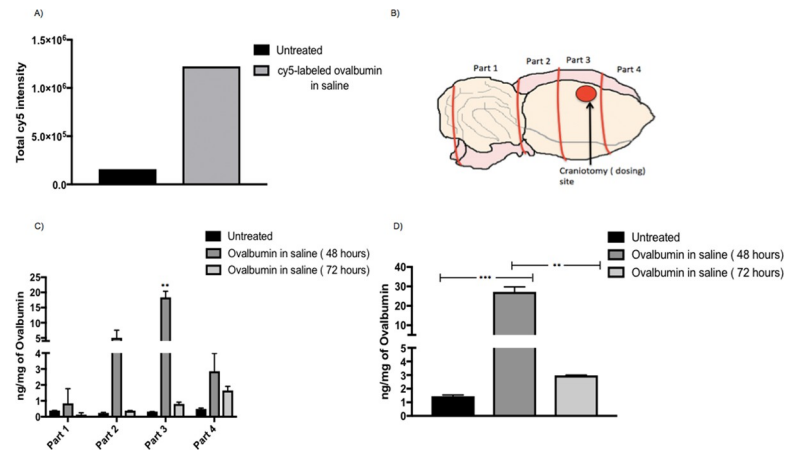 A)
Total cy5 intensity
1.5×10⁶
1.0×10⁶
5.0×10⁵
0.0
Untreated
cy5-labeled ovalbumin
in saline
B)
Part 1
Part 2
Part 3
Part 4
Craniotomy ( dosing)
site
C)
Untreated
Ovalbumin in saline ( 48 hours)
Ovalbumin in saline ( 72 hours)
ng/mg of Ovalbumin
25
20
15
10
5
4
3
2
1
0
**
Part 1
Part 2
Part 3
Part 4
D)
Untreated
Ovalbumin in saline ( 48 hours)
Ovalbumin in saline ( 72 hours)
ng/mg of Ovalbumin
40
30
20
10
5
4
3
2
1
0
***
**